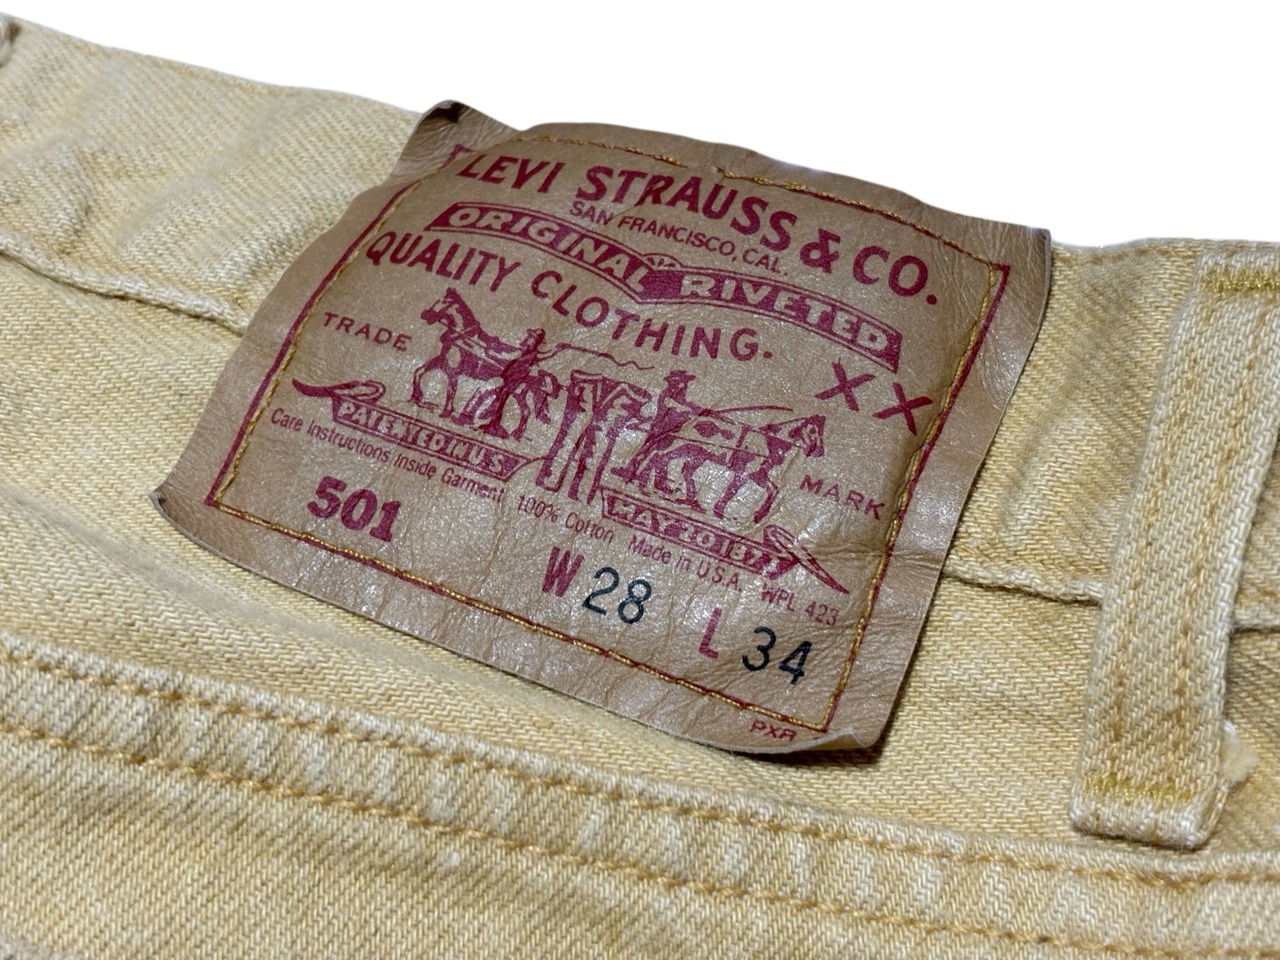 LEVI STRAUSS & CO.
SAN FRANCISCO, CAL.
ORIGINAL RIVETED
QUALITY CLOTHING.
TRADE
XX
PATENTED IN U.S.
MAY 20 1873
MARK
Care Instructions Inside Garment 100% Cotton Made in U.S.A. WPL 423
501
W 28 L 34